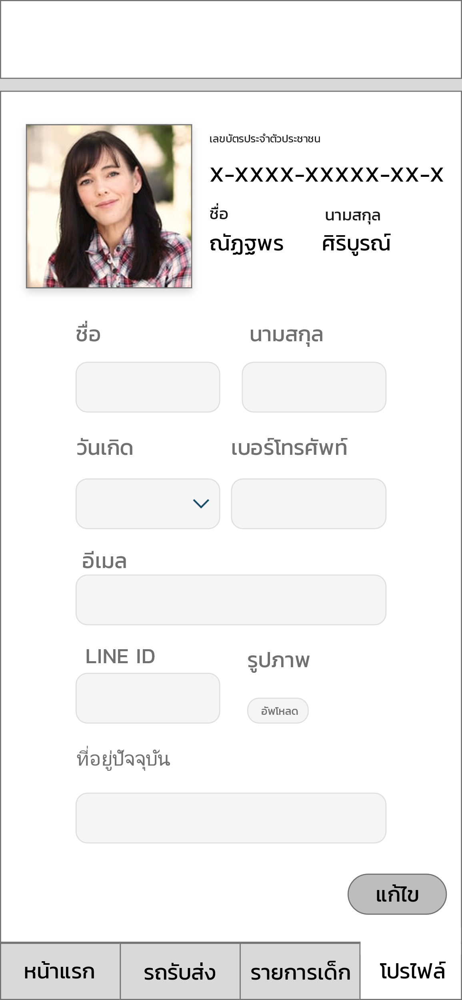 เลขบัตรประจำตัวประชาชน
X-XXXX-XXXXX-XX-X
ชื่อ นามสกุล
ณัฏฐพร ศิริบูรณ์
ชื่อ นามสกุล
วันเกิด เบอร์โทรศัพท์
อีเมล
LINE ID รูปภาพ
อัพโหลด
ที่อยู่ปัจจุบัน
แก้ไข
หน้าแรก รถรับส่ง รายการเด็ก โปรไฟล์